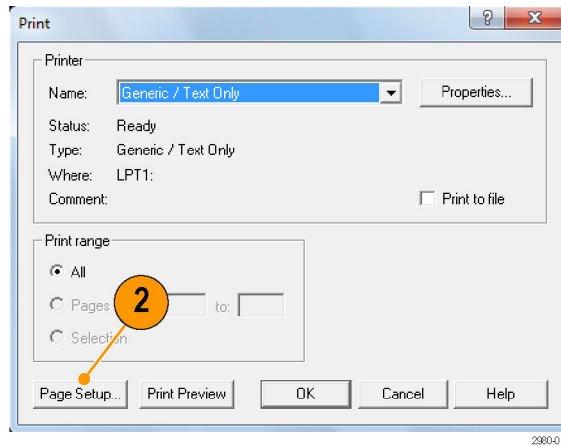 Print
Printer
Name: Generic / Text Only Properties...
Status: Ready
Type: Generic / Text Only
Where: LPT1:
Comment: Print to file
Print range
All
Pages 2 to:
Selection
Page Setup... Print Preview OK Cancel Help
2980-0